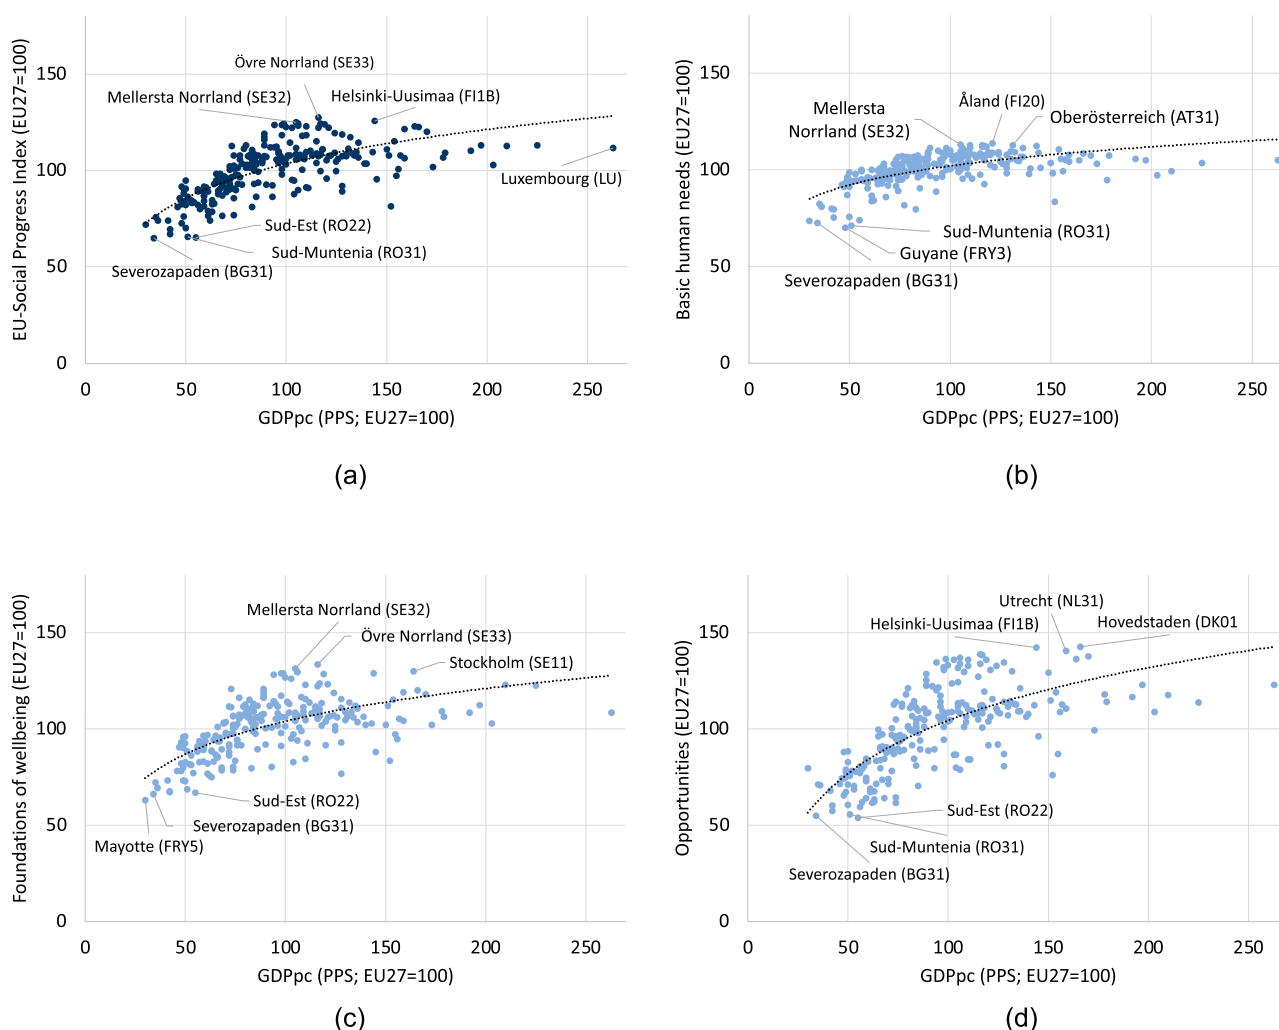 Övre Norrland (SE33)
Mellersta Norrland (SE32)
Helsinki-Uusimaa (FI1B)
Luxembourg (LU)
Sud-Est (RO22)
Sud-Muntenia (RO31)
Severozapaden (BG31)
EU-Social Progress Index (EU27=100)
150
100
50
0
0 50 100 150 200 250
GDPpc (PPS; EU27=100)
(a)
Mellersta
Norrland (SE32)
Åland (FI20)
Oberösterreich (AT31)
Sud-Muntenia (RO31)
Guyane (FRY3)
Severozapaden (BG31)
Basic human needs (EU27=100)
150
100
50
0
0 50 100 150 200 250
GDPpc (PPS; EU27=100)
(b)
Mellersta Norrland (SE32)
Övre Norrland (SE33)
Stockholm (SE11)
Sud-Est (RO22)
Severozapaden (BG31)
Mayotte (FRY5)
Foundations of wellbeing (EU27=100)
150
100
50
0
0 50 100 150 200 250
GDPpc (PPS; EU27=100)
(c)
Utrecht (NL31)
Helsinki-Uusimaa (FI1B)
Hovedstaden (DK01
Sud-Est (RO22)
Sud-Muntenia (RO31)
Severozapaden (BG31)
Opportunities (EU27=100)
150
100
50
0
0 50 100 150 200 250
GDPpc (PPS; EU27=100)
(d)